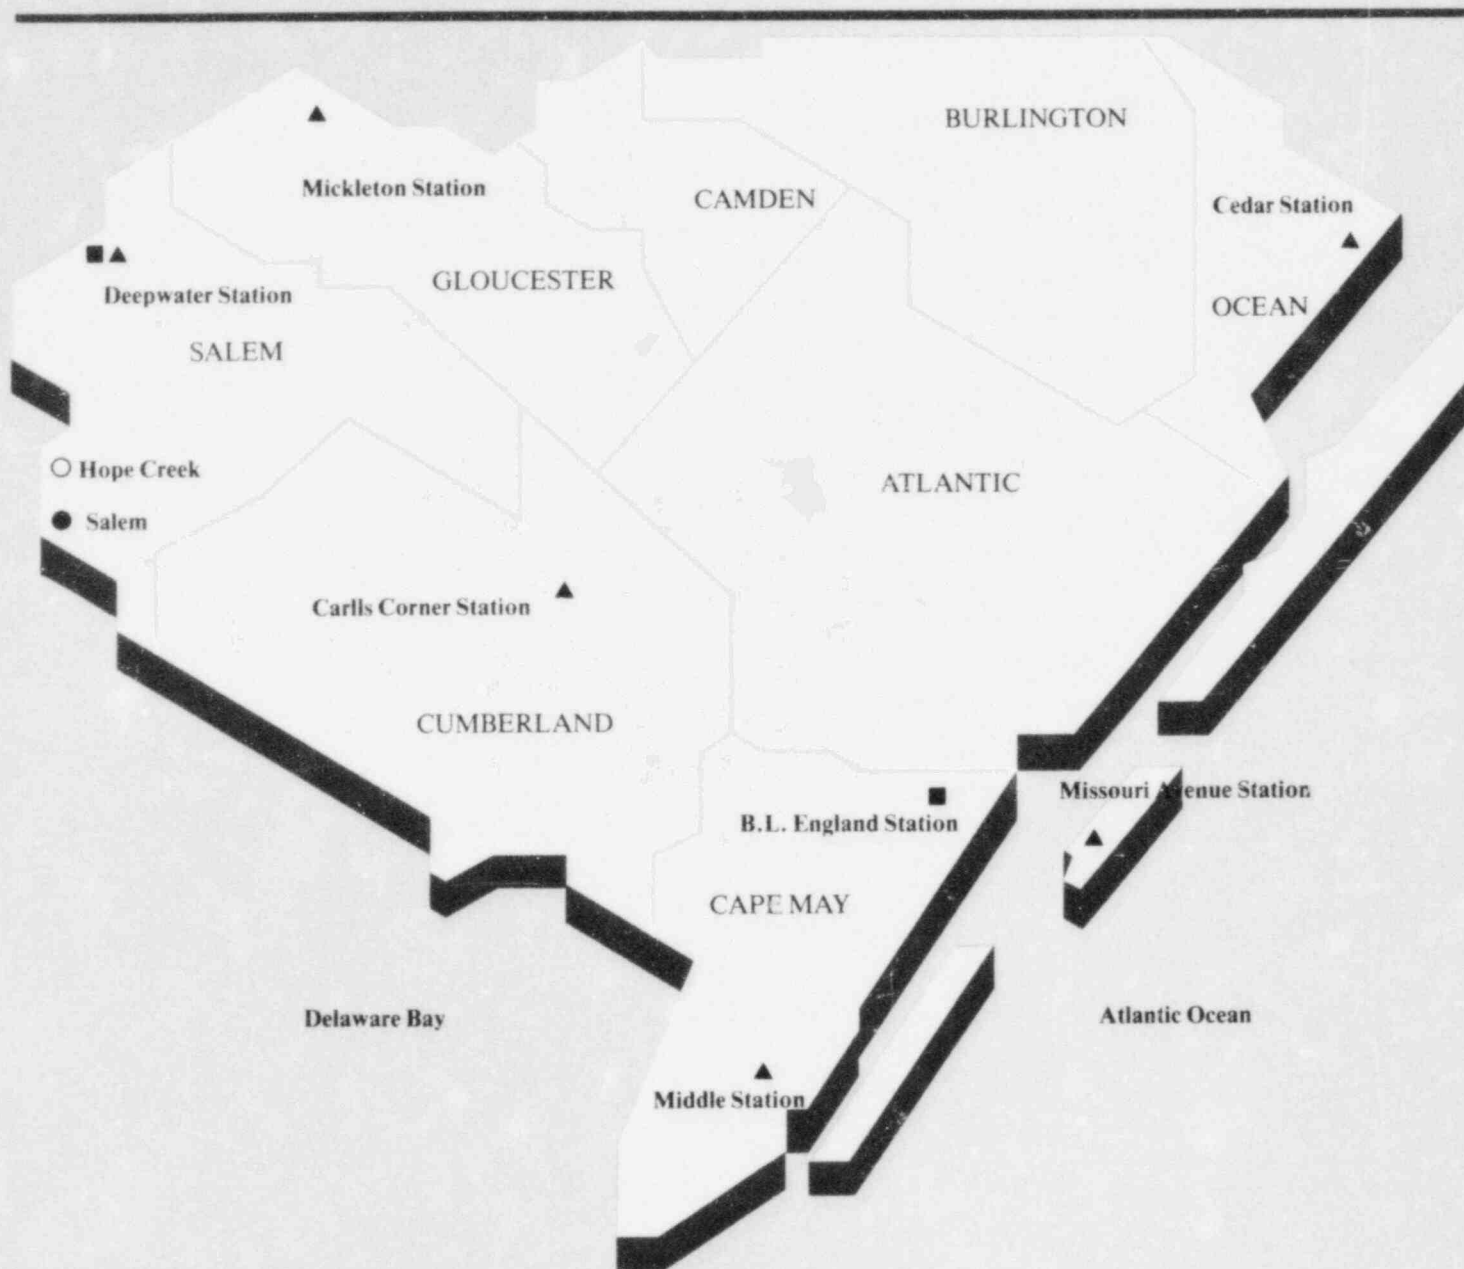 BURLINGTON
Mickleton Station
CAMDEN
Cedar Station
GLOUCESTER
Deepwater Station
OCEAN
SALEM
Hope Creek
ATLANTIC
Salem
Carlls Corner Station
CUMBERLAND
Missouri Avenue Station
B.L. England Station
CAPE MAY
Delaware Bay
Atlantic Ocean
Middle Station